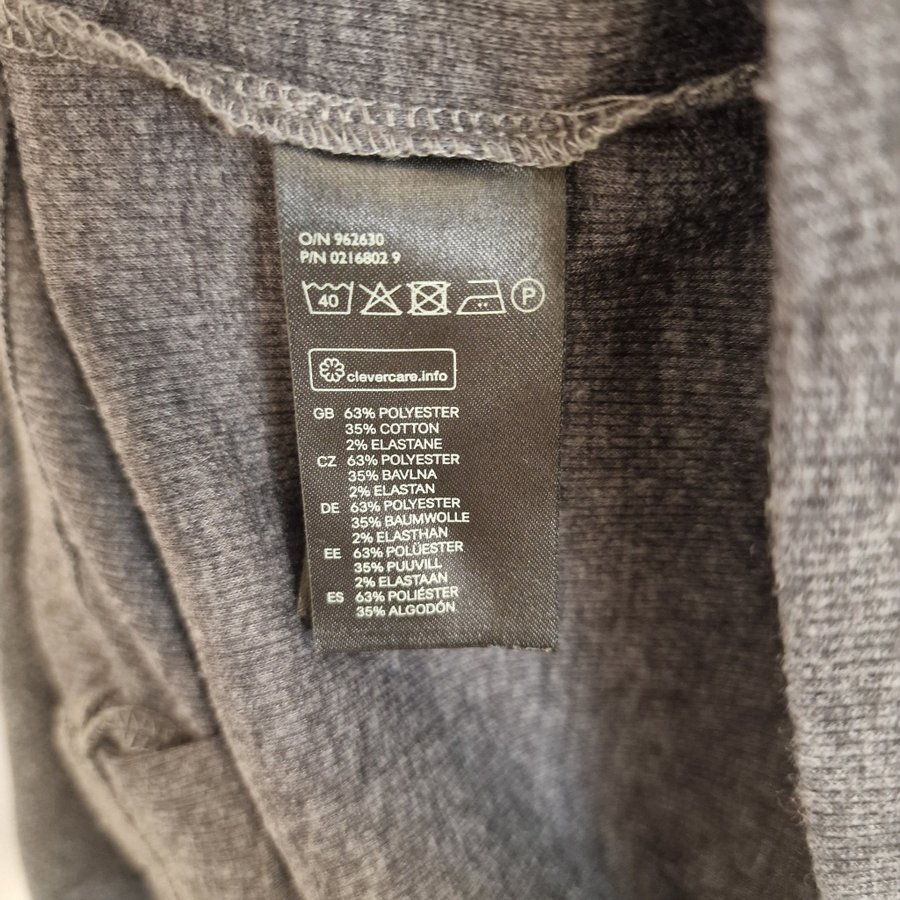 O/N 962630
P/N 0216802 9
40 P
clevercare.info
GB 63% POLYESTER
35% COTTON
2% ELASTANE
CZ 63% POLYESTER
35% BAVLNA
2% ELASTAN
DE 63% POLYESTER
35% BAUMWOLLE
2% ELASTHAN
EE 63% POLÜESTER
35% PUUVILL
2% ELASTAAN
ES 63% POLIÉSTER
35% ALGODÓN